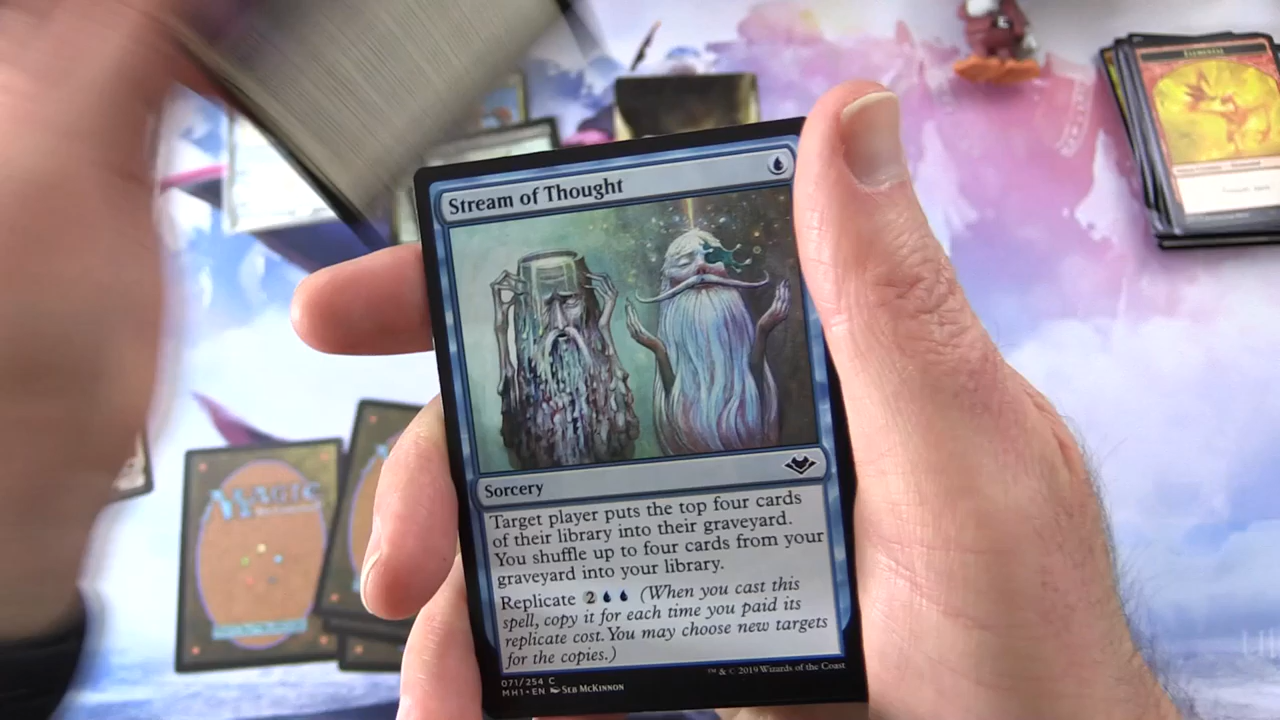 ELEMENTAL
Stream of Thought
Sorcery
Target player puts the top four cards
of their library into their graveyard.
You shuffle up to four cards from your
graveyard into your library.
Replicate 2 (When you cast this
spell, copy it for each time you paid its
replicate cost. You may choose new targets
for the copies.)
071/254 C
MH1 • EN SEB MCKINNON
™ & © 2019 Wizards of the Coast
MAGIC